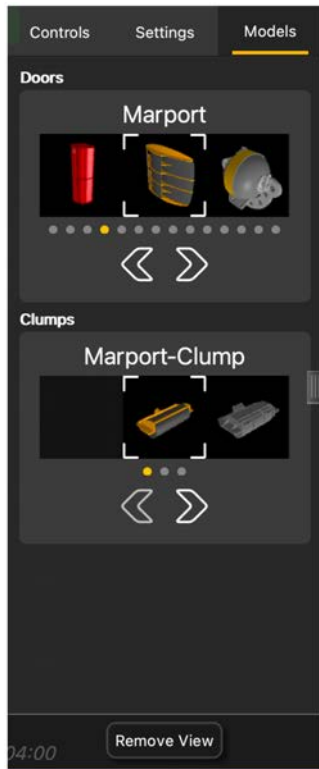 Controls Settings Models
Doors
Marport
Clumps
Marport-Clump
Remove View
04:00